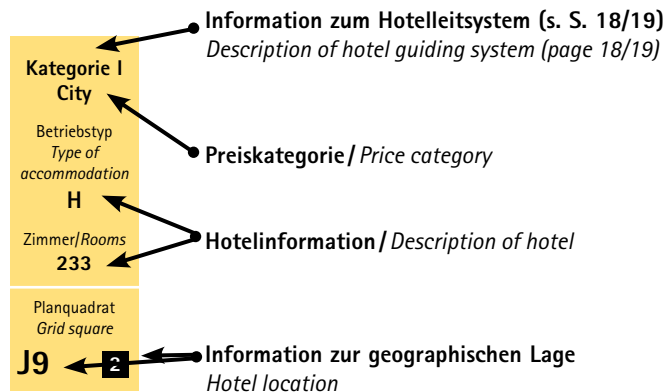 Information zum Hotelleitsystem (s. S. 18/19)
Description of hotel guiding system (page 18/19)
Kategorie I
City
Betriebstyp
Type of
accommodation
H
Preiskategorie / Price category
Zimmer/Rooms
233
Hotelinformation / Description of hotel
Planquadrat
Grid square
J9 2
Information zur geographischen Lage
Hotel location